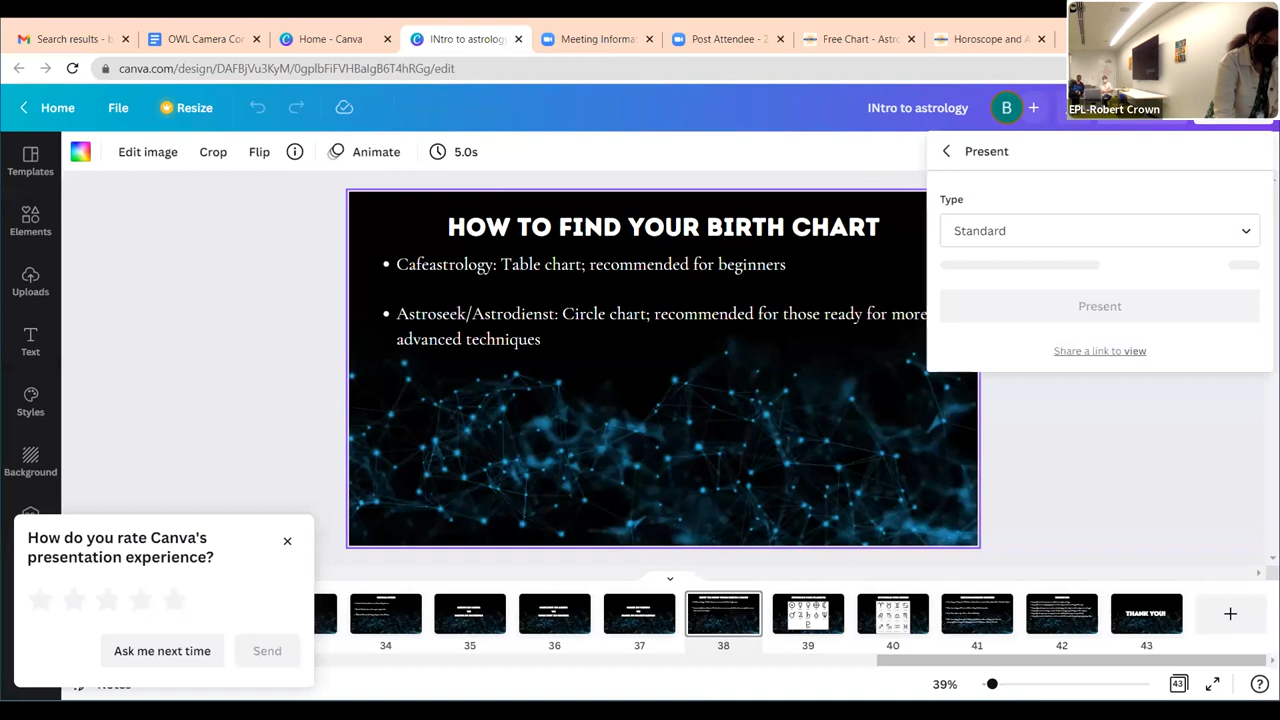 Search results - b
OWL Camera Cor
Home - Canva
INtro to astrology
Meeting Informa
Post Attendee - Z
Free Chart - Astro
Horoscope and A
canva.com/design/DAFBjVu3KyM/0gplbFiFVHBaIgB6T4hRGg/edit
EPL-Robert Crown
Home
File
Resize
INtro to astrology
B
Templates
Elements
Uploads
Text
Styles
Background
Edit image
Crop
Flip
Animate
5.0s
Present
Type
Standard
Present
Share a link to view
HOW TO FIND YOUR BIRTH CHART
• Cafeastrology: Table chart; recommended for beginners
• Astroseek/Astrodienst: Circle chart; recommended for those ready for more
advanced techniques
How do you rate Canva's
presentation experience?
Ask me next time
Send
THANK YOU!
34
35
36
37
38
39
40
41
42
43
39%
43